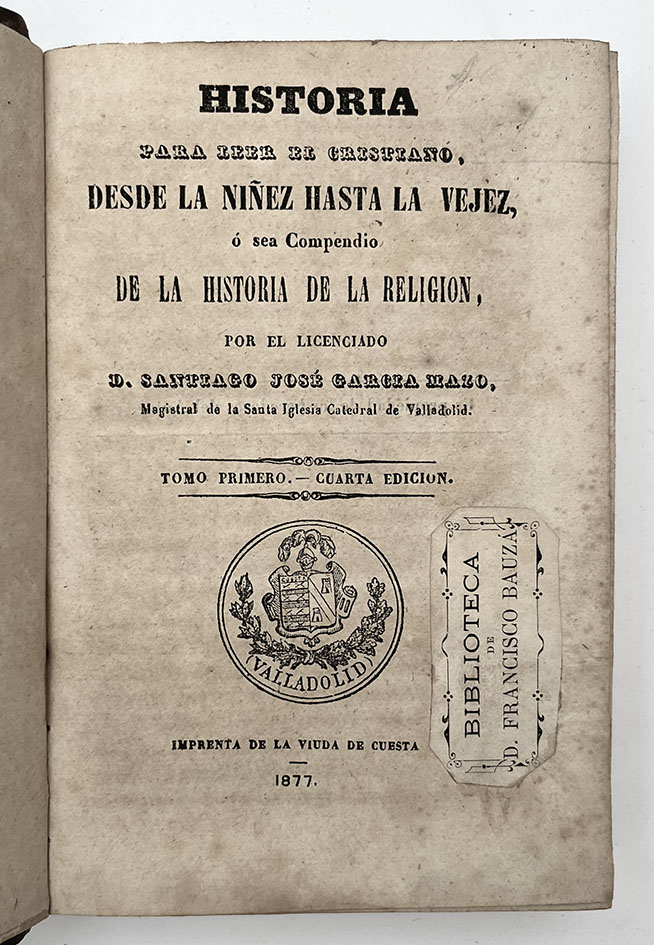 HISTORIA
PARA LEER EL CRISTIANO,
DESDE LA NIÑEZ HASTA LA VEJEZ,
ó sea Compendio
DE LA HISTORIA DE LA RELIGION,
POR EL LICENCIADO
D. SANTIAGO JOSÉ GARCIA MAZO,
Magistral de la Santa Iglesia Catedral de Valladolid.
TOMO PRIMERO.—CUARTA EDICION.
(VALLADOLID)
IMPRENTA DE LA VIUDA DE CUESTA
1877.
BIBLIOTECA
DE
D. FRANCISCO BAUZÁ